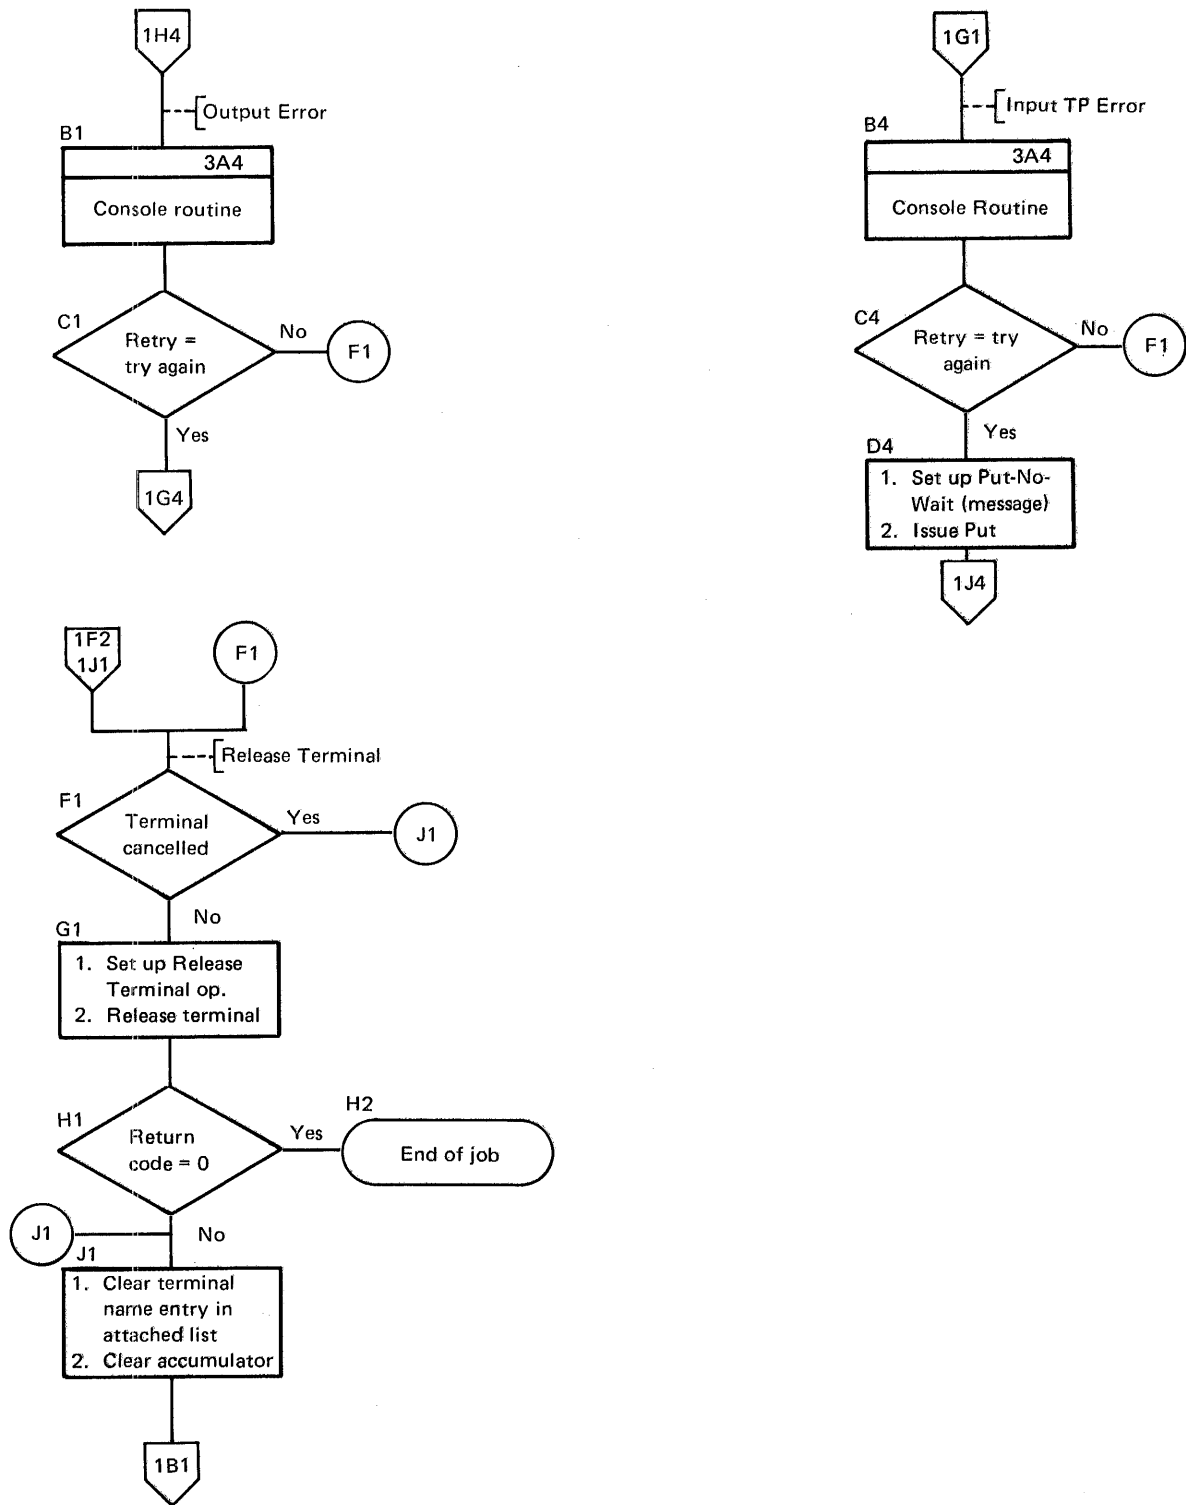 1H4
Output Error
B1
3A4
Console routine
C1
Retry =
try again
No
F1
Yes
1G4
1G1
Input TP Error
B4
3A4
Console Routine
C4
Retry = try
again
No
F1
Yes
D4
1. Set up Put-No-
Wait (message)
2. Issue Put
1J4
1F2
1J1
F1
Release Terminal
F1
Terminal
cancelled
Yes
J1
No
G1
1. Set up Release
Terminal op.
2. Release terminal
H1
Return
code = 0
Yes
H2
End of job
No
J1
J1
1. Clear terminal
name entry in
attached list
2. Clear accumulator
1B1